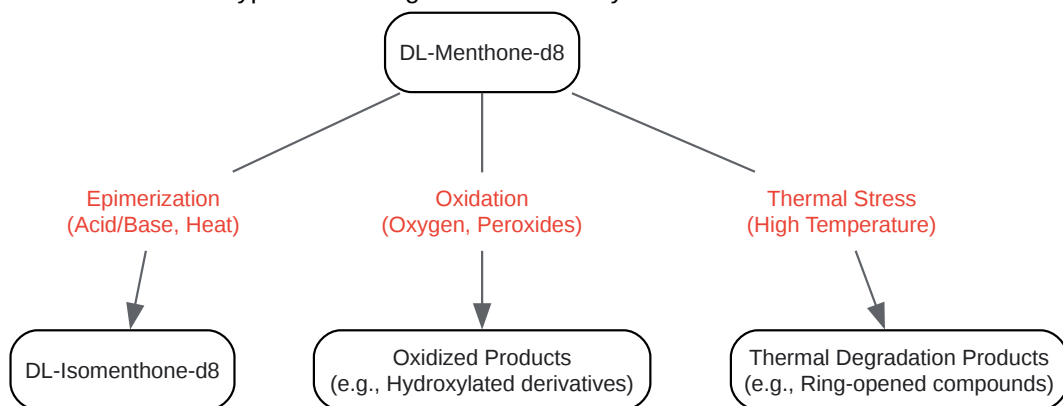 DL-Menthone-d8
Epimerization
(Acid/Base, Heat)
Oxidation
(Oxygen, Peroxides)
Thermal Stress
(High Temperature)
DL-Isomenthone-d8
Oxidized Products
(e.g., Hydroxylated derivatives)
Thermal Degradation Products
(e.g., Ring-opened compounds)